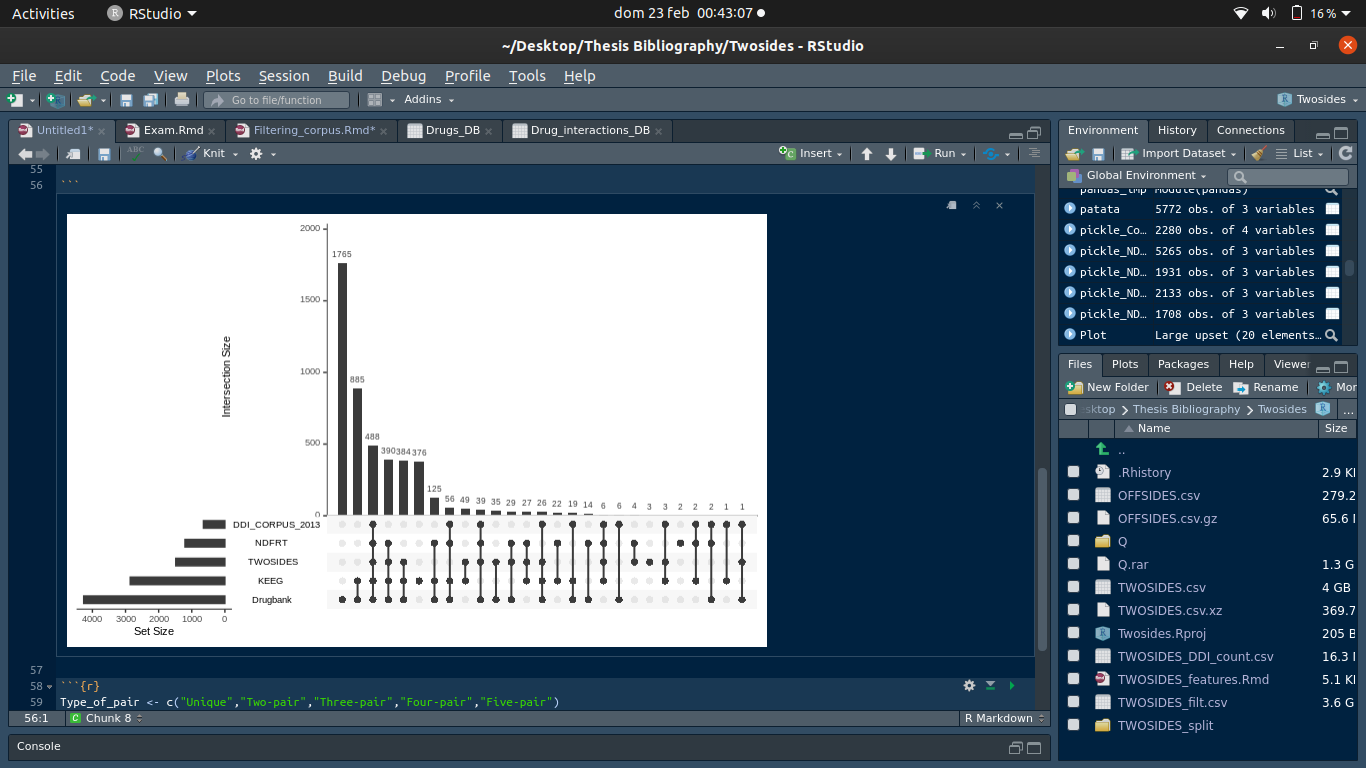 Activities RStudio dom 23 feb 00:43:07 16%
~/Desktop/Thesis Bibliography/Twosides - RStudio
File Edit Code View Plots Session Build Debug Profile Tools Help
Go to file/function Addins Twosides
Untitled1* Exam.Rmd Filtering_corpus.Rmd* Drugs_DB Drug_interactions_DB
ABC Knit Insert Run
55
56 ```
2000
1765
1500
Intersection Size
1000
885
500
488 390 384 376
125 56 49 39 35 29 27 26 22 19 14 6 6 4 3 3 2 2 2 1 1
0
DDI_CORPUS_2013
NDFRT
TWOSIDES
KEEG
Drugbank
4000 3000 2000 1000 0
Set Size
57
58 ```{r}
59 Type_of_pair <- c("Unique","Two-pair","Three-pair","Four-pair","Five-pair")
56:1 C Chunk 8 R Markdown
Console
Environment History Connections
Import Dataset List
Global Environment
pandas_tmp Module(pandas)
patata 5772 obs. of 3 variables
pickle_Co… 2280 obs. of 4 variables
pickle_ND… 5265 obs. of 3 variables
pickle_ND… 1931 obs. of 3 variables
pickle_ND… 2133 obs. of 3 variables
pickle_ND… 1708 obs. of 3 variables
Plot Large upset (20 elements…
Files Plots Packages Help Viewer
New Folder Delete Rename Mor
sktop Thesis Bibliography Twosides ...
Name Size
..
.Rhistory 2.9 K
OFFSIDES.csv 279.2
OFFSIDES.csv.gz 65.6
Q
Q.rar 1.3 G
TWOSIDES.csv 4 GB
TWOSIDES.csv.xz 369.7
Twosides.Rproj 205 B
TWOSIDES_DDI_count.csv 16.3
TWOSIDES_features.Rmd 5.1 K
TWOSIDES_filt.csv 3.6 G
TWOSIDES_split